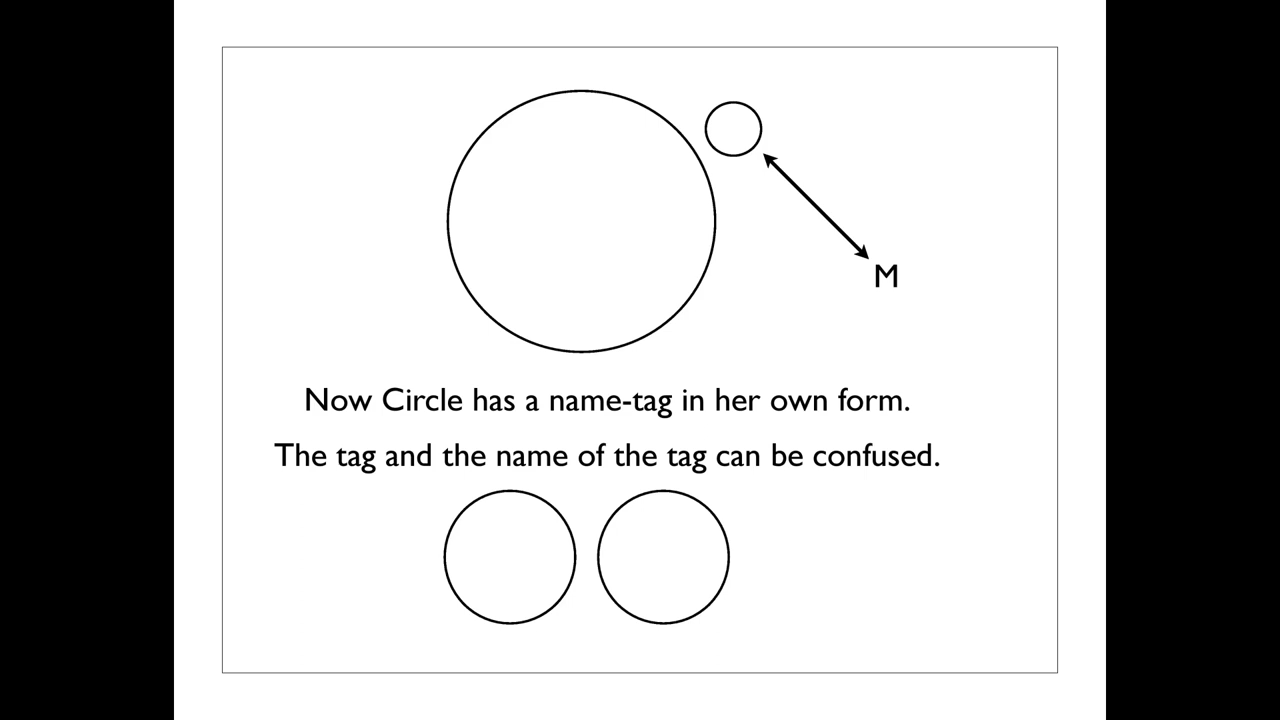 M
Now Circle has a name-tag in her own form.
The tag and the name of the tag can be confused.